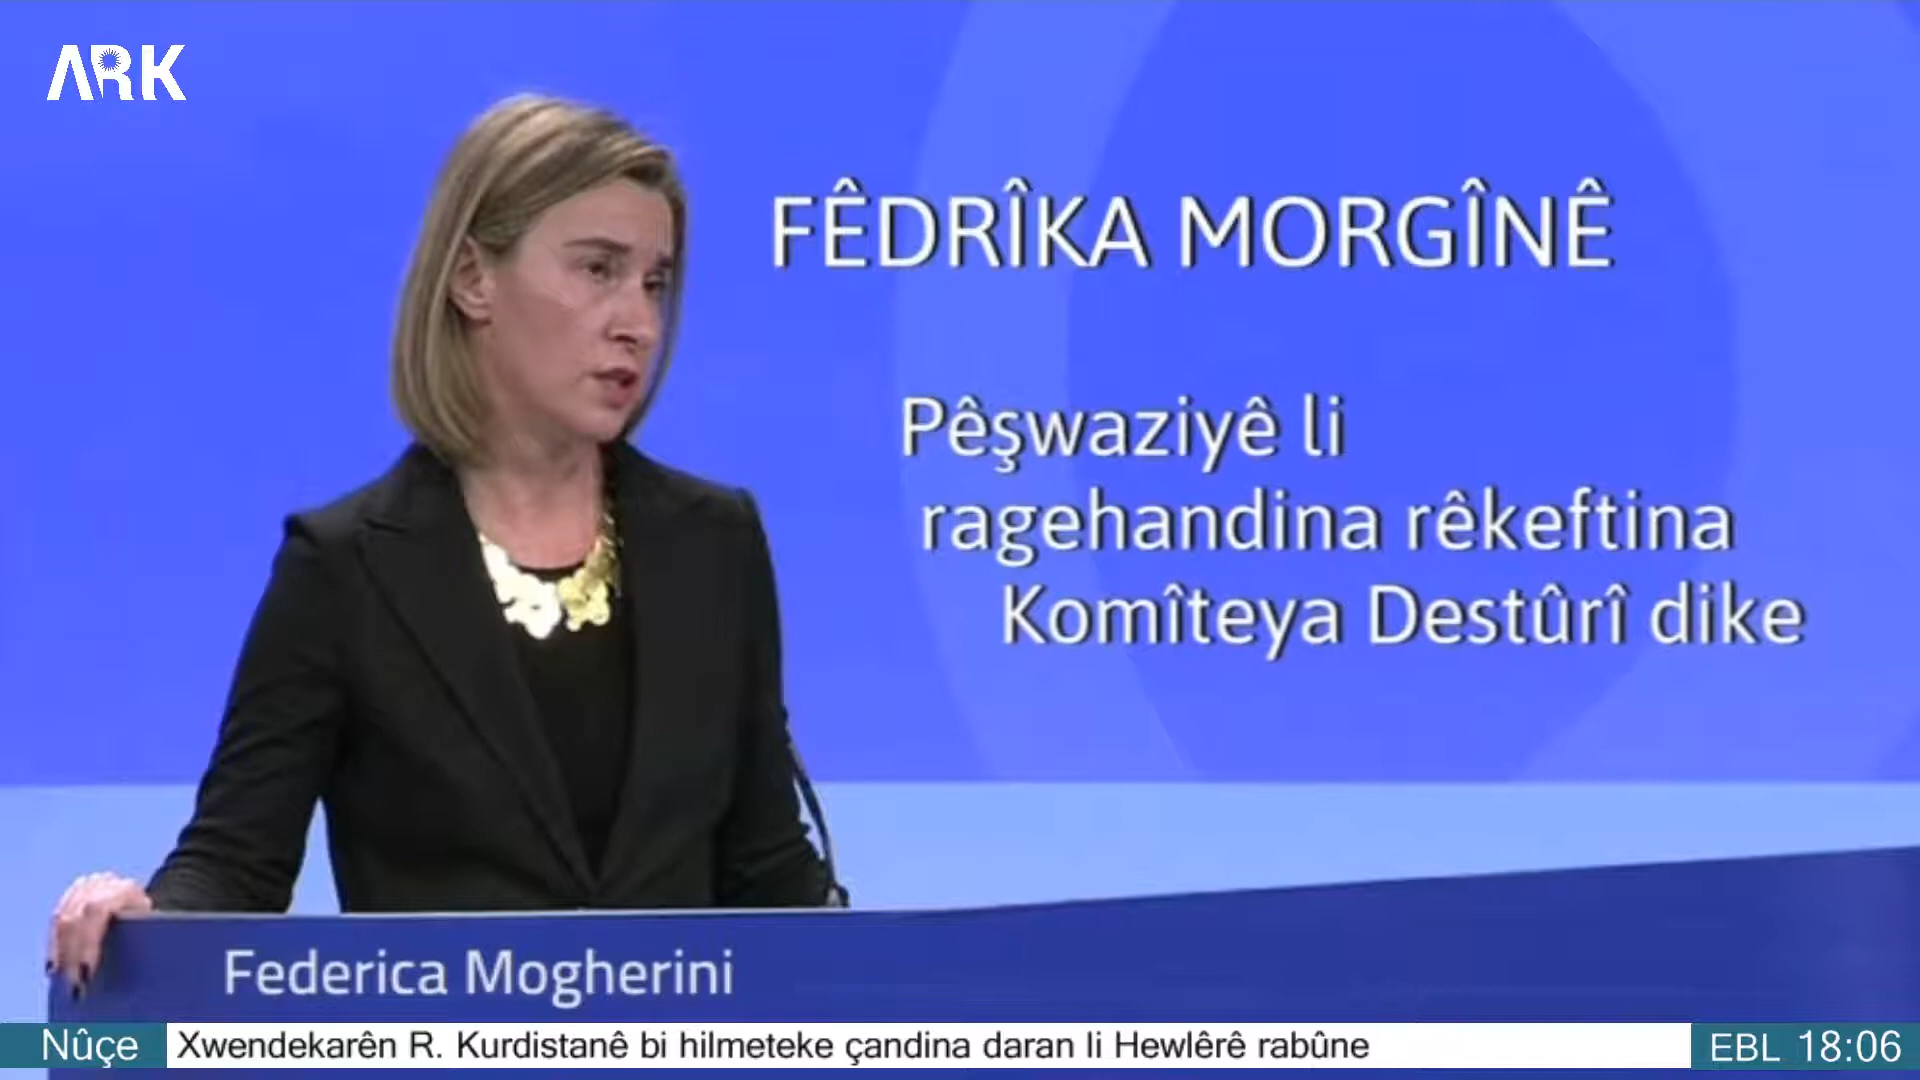 ARK
FÊDRÎKA MORGÎNÊ
Pêşwaziyê li
ragehandina rêkeftina
Komîteya Destûrî dike
Federica Mogherini
Nûçe Xwendekarên R. Kurdistanê bi hilmeteke çandina daran li Hewlêrê rabûne EBL 18:06